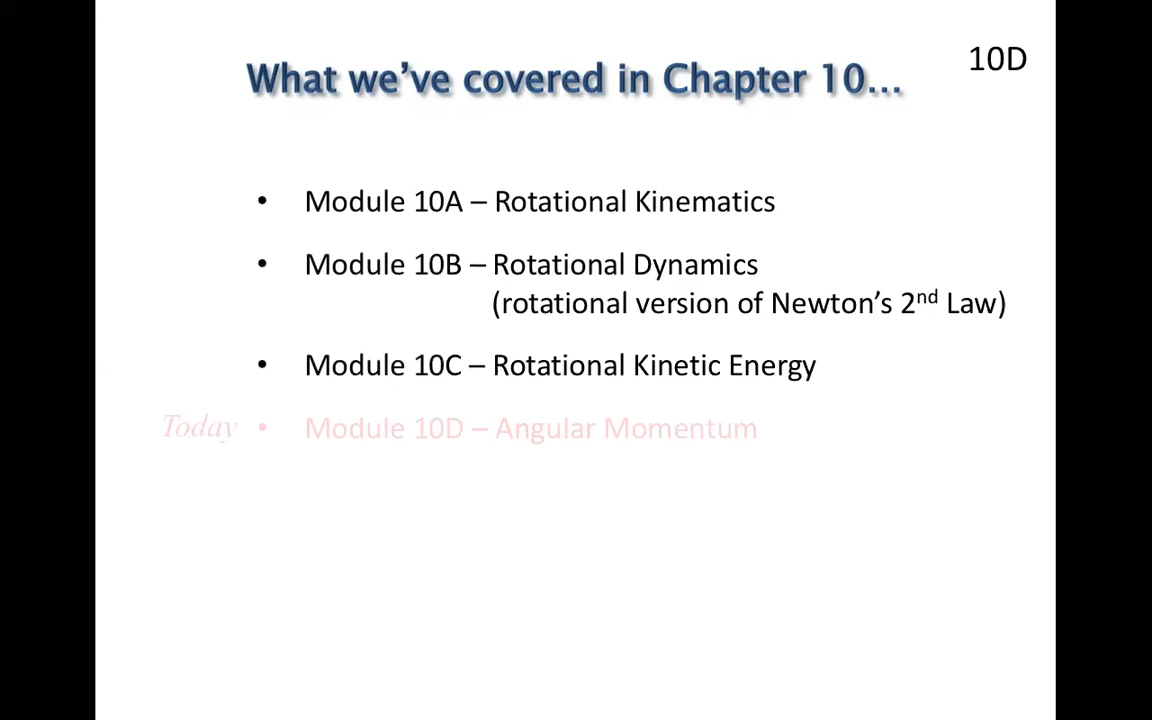 10D
What we’ve covered in Chapter 10...
• Module 10A – Rotational Kinematics
• Module 10B – Rotational Dynamics
(rotational version of Newton’s 2nd Law)
• Module 10C – Rotational Kinetic Energy
Today • Module 10D – Angular Momentum